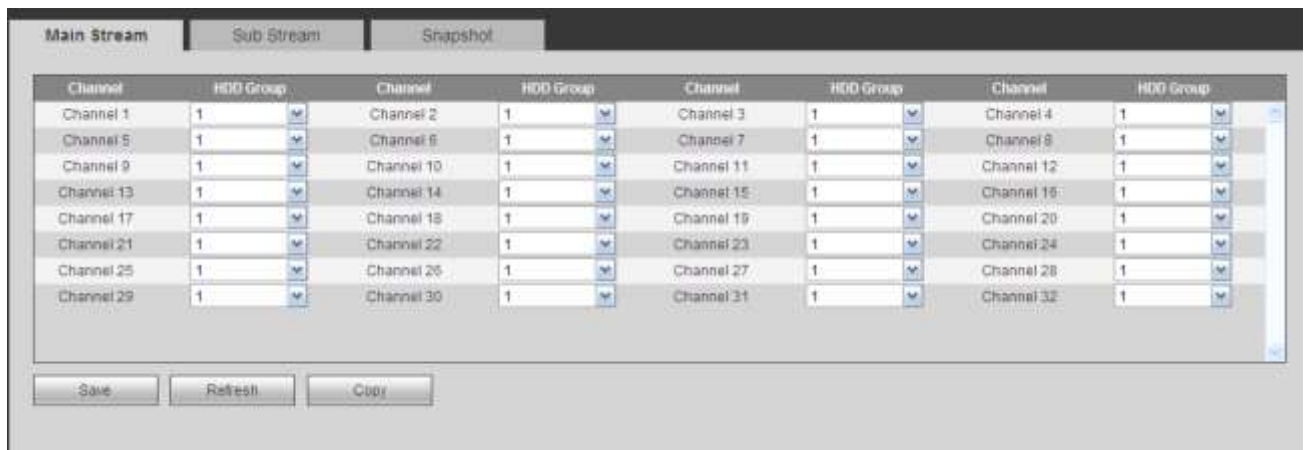 Main Stream Sub Stream Snapshot
Channel HDD Group Channel HDD Group Channel HDD Group Channel HDD Group
Channel 1 1 Channel 2 1 Channel 3 1 Channel 4 1
Channel 5 1 Channel 6 1 Channel 7 1 Channel 8 1
Channel 9 1 Channel 10 1 Channel 11 1 Channel 12 1
Channel 13 1 Channel 14 1 Channel 15 1 Channel 16 1
Channel 17 1 Channel 18 1 Channel 19 1 Channel 20 1
Channel 21 1 Channel 22 1 Channel 23 1 Channel 24 1
Channel 25 1 Channel 26 1 Channel 27 1 Channel 28 1
Channel 29 1 Channel 30 1 Channel 31 1 Channel 32 1
Save Refresh Copy